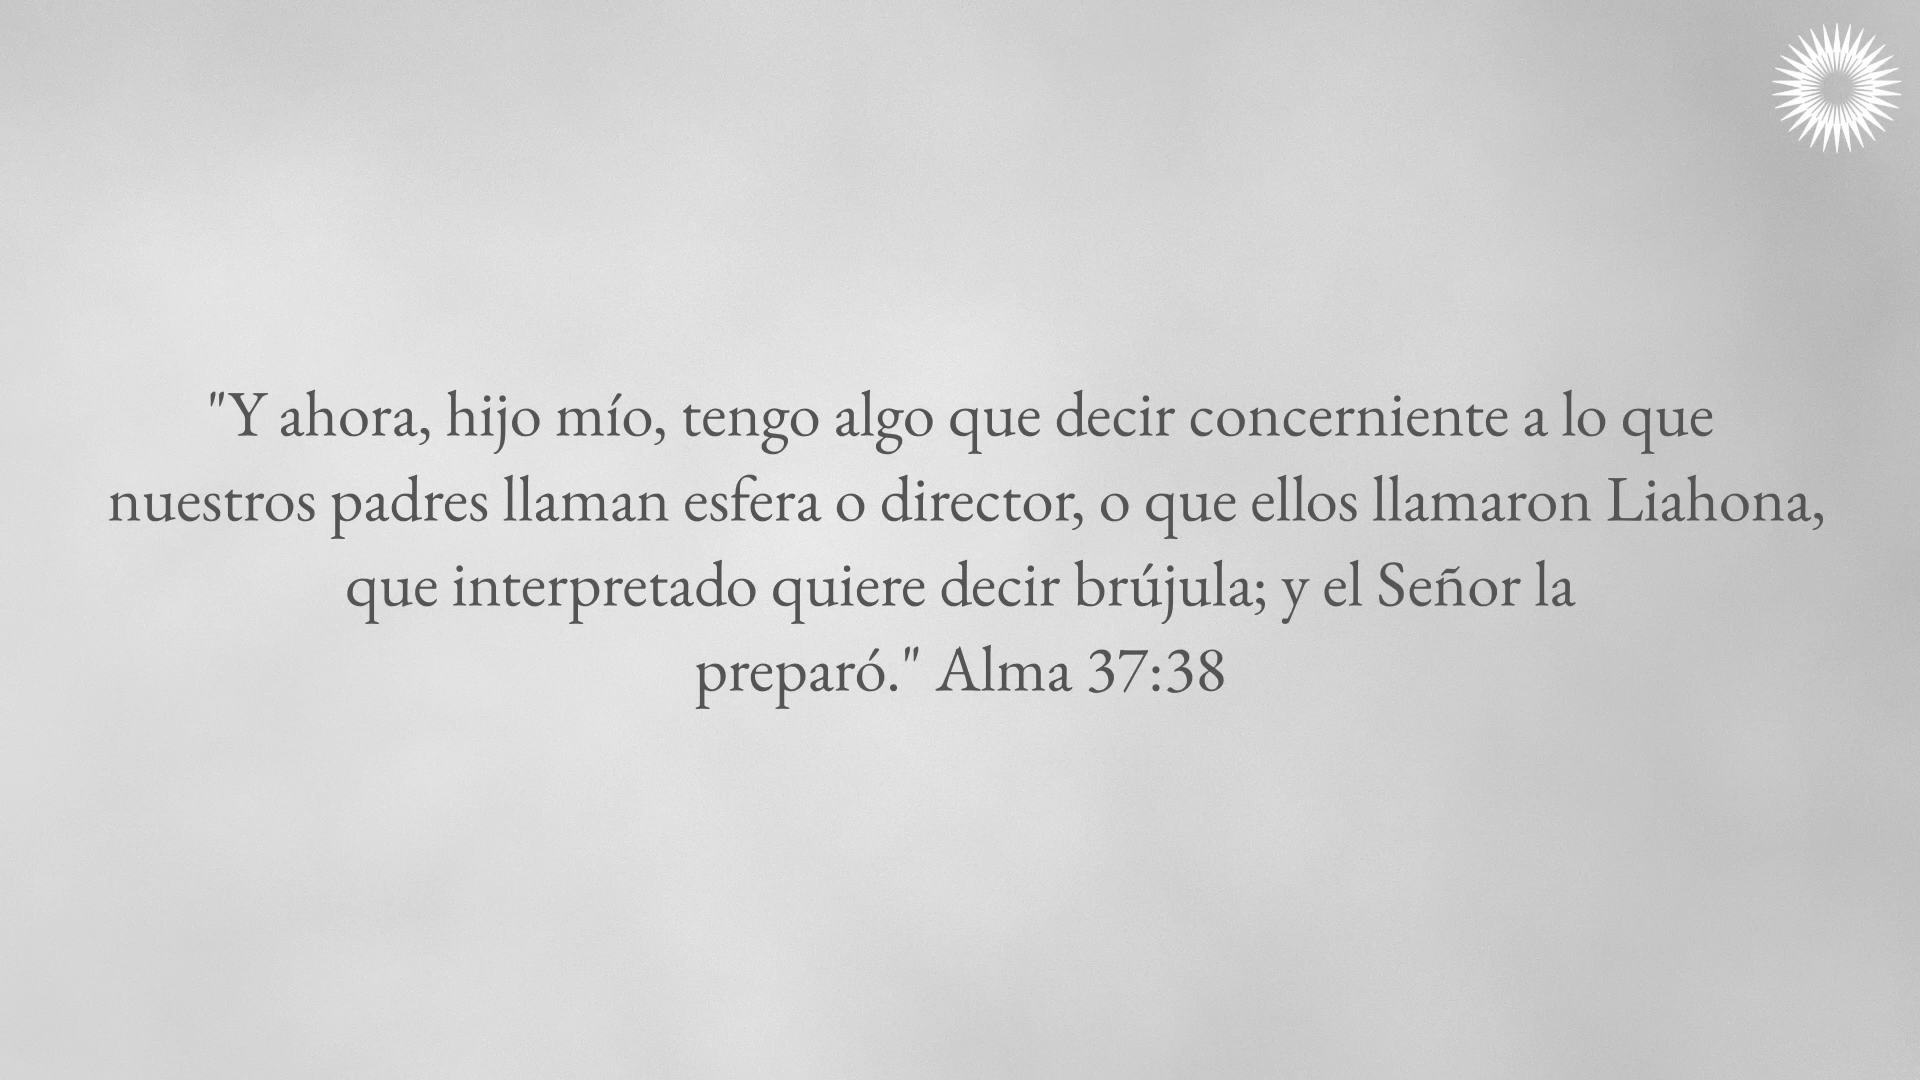 "Y ahora, hijo mío, tengo algo que decir concerniente a lo que
nuestros padres llaman esfera o director, o que ellos llamaron Liahona,
que interpretado quiere decir brújula; y el Señor la
preparó." Alma 37:38